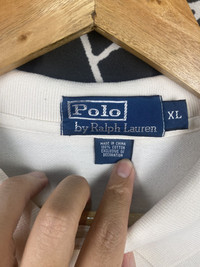 Polo
XL
by Ralph Lauren
MADE IN CHINA
100% COTTON
EXCLUSIVE OF
DECORATION